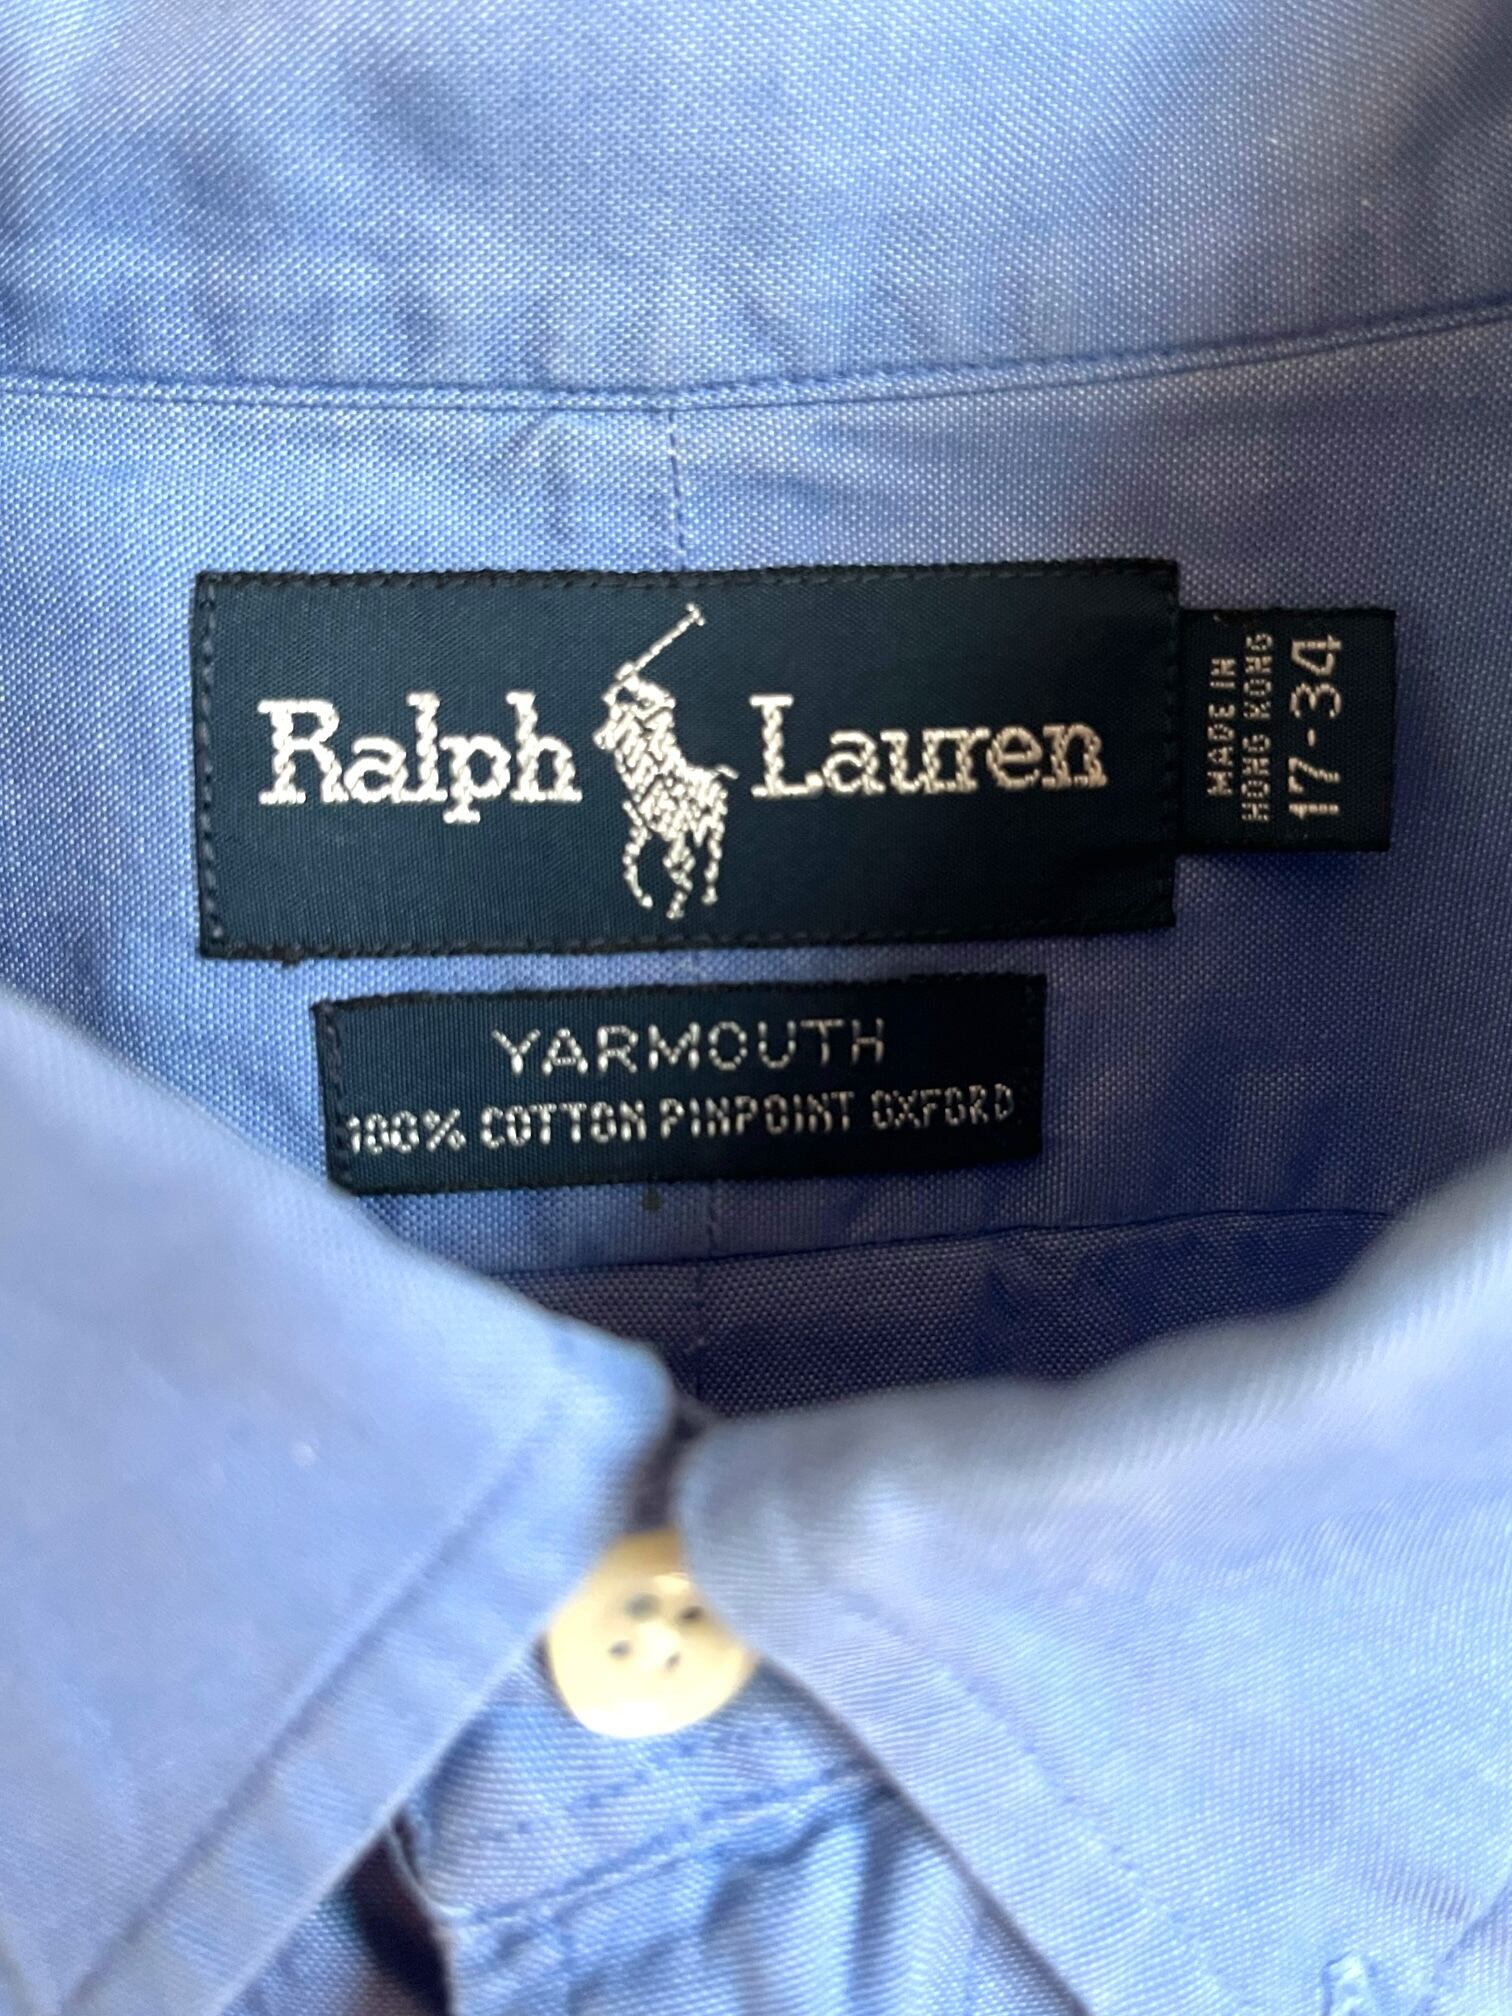 Ralph Lauren
MADE IN
HONG KONG
17-34
YARMOUTH
100% COTTON PINPOINT OXFORD